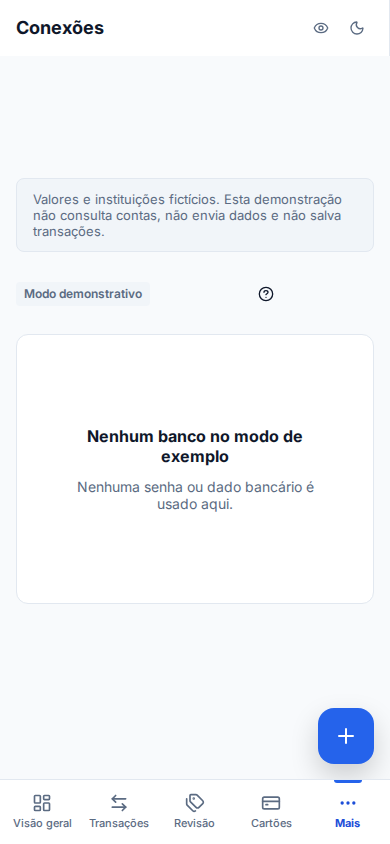 Conexões
Valores e instituições fictícios. Esta demonstração
não consulta contas, não envia dados e não salva
transações.
Modo demonstrativo
Nenhum banco no modo de
exemplo
Nenhuma senha ou dado bancário é
usado aqui.
Visão geral
Transações
Revisão
Cartões
Mais